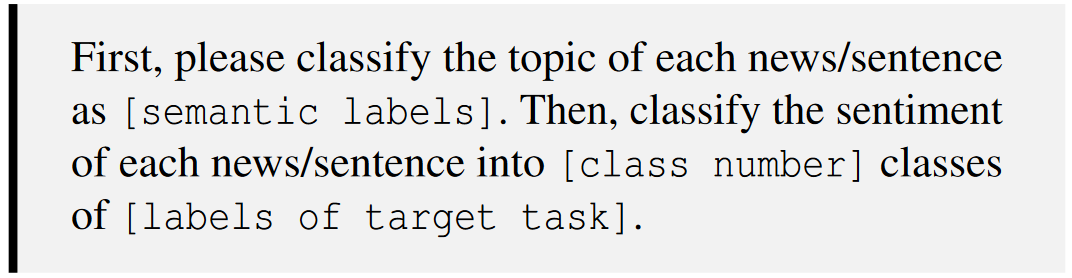 First, please classify the topic of each news/sentence
as [semantic labels]. Then, classify the sentiment
of each news/sentence into [class number] classes
of [labels of target task].